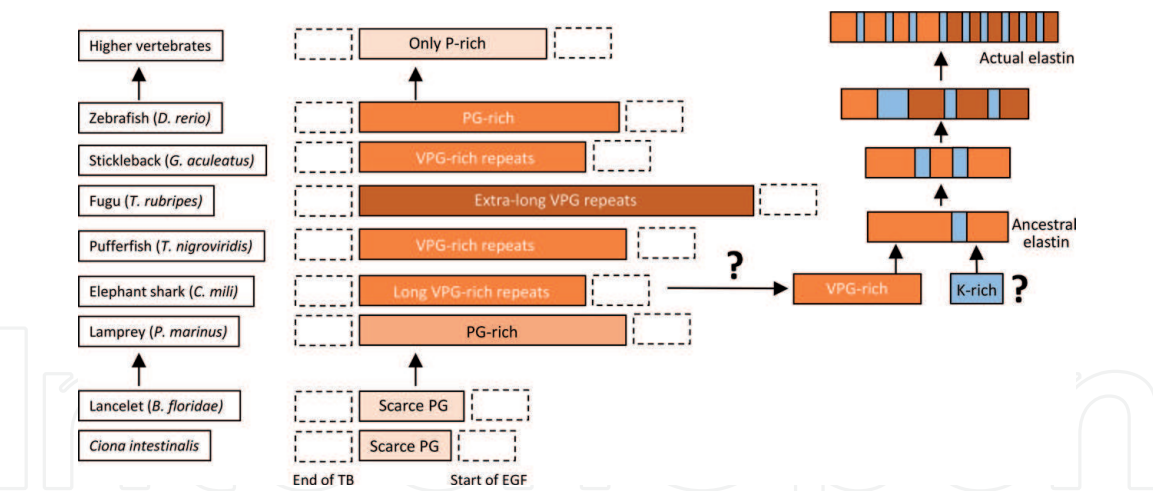 Higher vertebrates
Only P-rich
Actual elastin
Zebrafish (D. rerio)
PG-rich
Stickleback (G. aculeatus)
VPG-rich repeats
Fugu (T. rubripes)
Extra-long VPG repeats
Pufferfish (T. nigroviridis)
VPG-rich repeats
Ancestral
elastin
?
Elephant shark (C. mili)
Long VPG-rich repeats
VPG-rich
K-rich
?
Lamprey (P. marinus)
PG-rich
Lancelet (B. floridae)
Scarce PG
Ciona intestinalis
Scarce PG
End of TB
Start of EGF